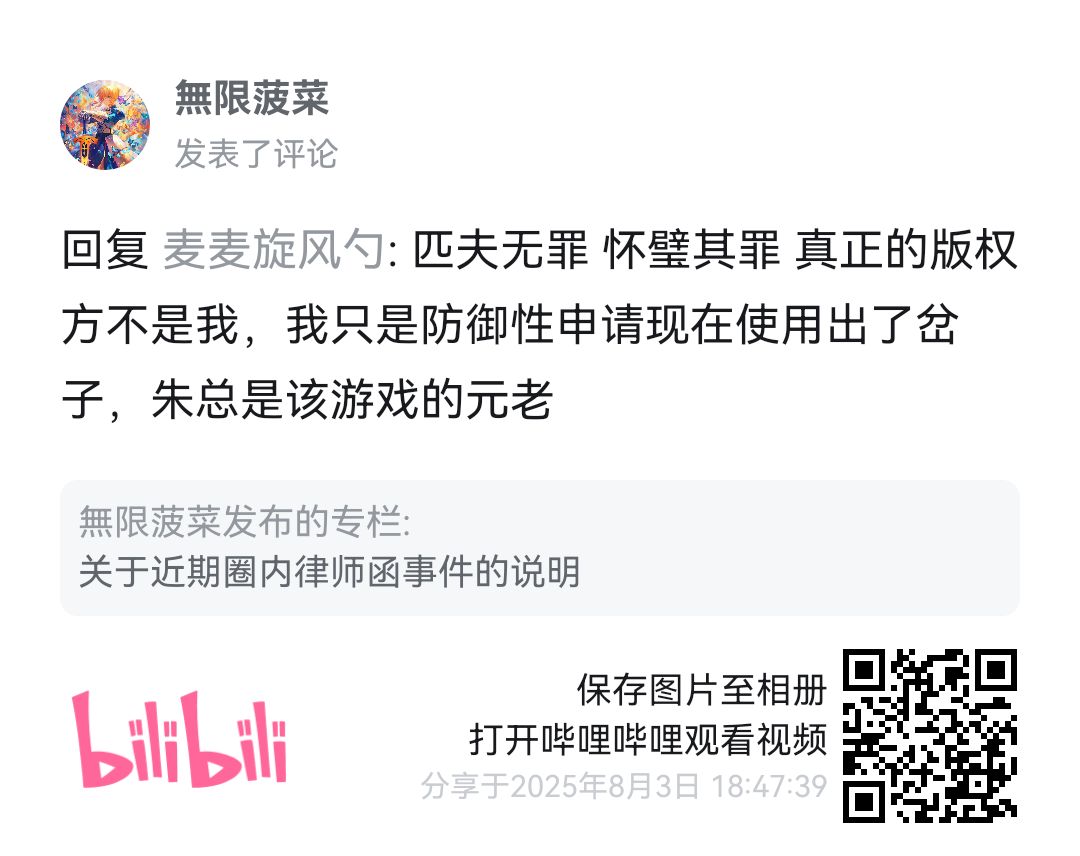 無限菠菜
发表了评论
回复 麦麦旋风勺: 匹夫无罪 怀璧其罪 真正的版权
方不是我，我只是防御性申请现在使用出了岔
子，朱总是该游戏的元老
無限菠菜发布的专栏:
关于近期圈内律师函事件的说明
bilibili
保存图片至相册
打开哔哩哔哩观看视频
分享于2025年8月3日 18:47:39